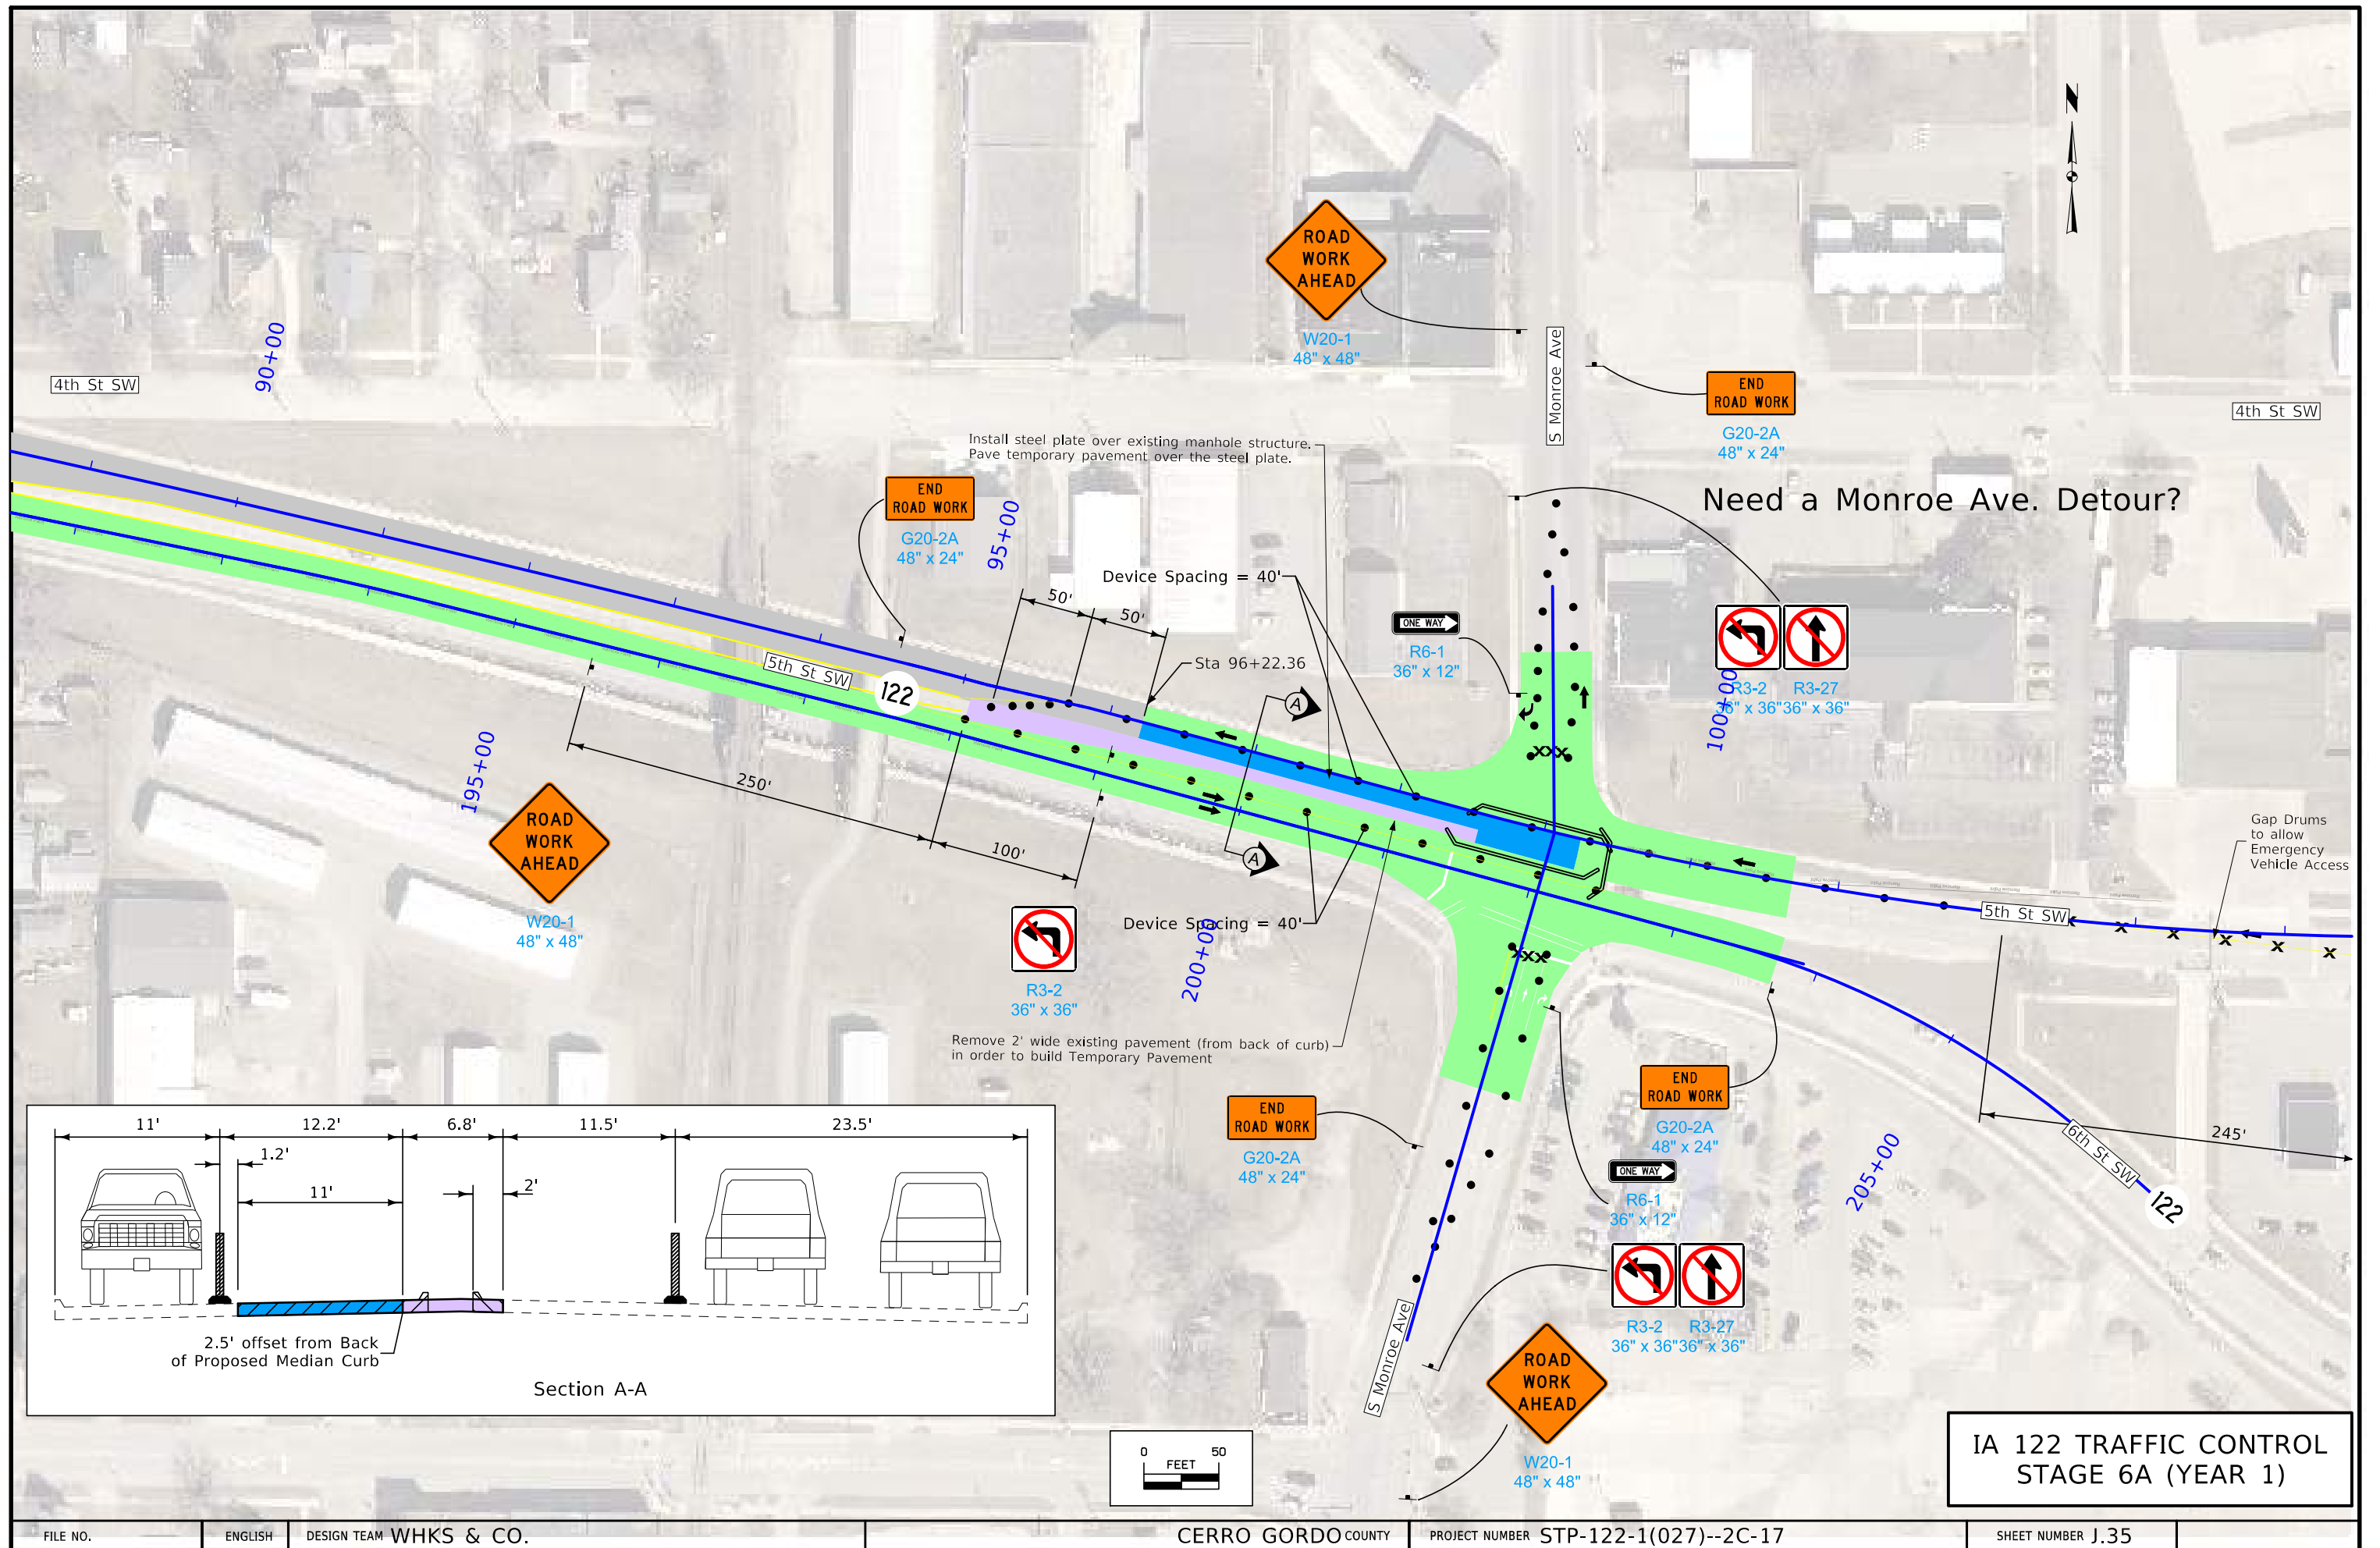 ROAD
WORK
AHEAD
W20-1
48" x 48"
S Monroe Ave
N
90+00
4th St SW
END
ROAD WORK
G20-2A
48" x 24"
4th St SW
Install steel plate over existing manhole structure.
Pave temporary pavement over the steel plate.
Need a Monroe Ave. Detour?
END
ROAD WORK
G20-2A
48" x 24"
95+00
Device Spacing = 40'
50'
50'
ONE WAY
R6-1
36" x 12"
R3-2
36" x 36"
R3-27
36" x 36"
100+00
Sta 96+22.36
5th St SW
122
A
A
195+00
250'
100'
ROAD
WORK
AHEAD
W20-1
48" x 48"
R3-2
36" x 36"
Device Spacing = 40'
200+00
Gap Drums
to allow
Emergency
Vehicle Access
5th St SW
Remove 2' wide existing pavement (from back of curb)
in order to build Temporary Pavement
END
ROAD WORK
G20-2A
48" x 24"
END
ROAD WORK
G20-2A
48" x 24"
ONE WAY
R6-1
36" x 12"
205+00
6th St SW
122
245'
R3-2
36" x 36"
R3-27
36" x 36"
S Monroe Ave
ROAD
WORK
AHEAD
W20-1
48" x 48"
11'
12.2'
6.8'
11.5'
23.5'
1.2'
11'
2'
2.5' offset from Back
of Proposed Median Curb
Section A-A
0
50
FEET
IA 122 TRAFFIC CONTROL
STAGE 6A (YEAR 1)
FILE NO.
ENGLISH
DESIGN TEAM WHKS & CO.
CERRO GORDO COUNTY
PROJECT NUMBER STP-122-1(027)--2C-17
SHEET NUMBER J.35